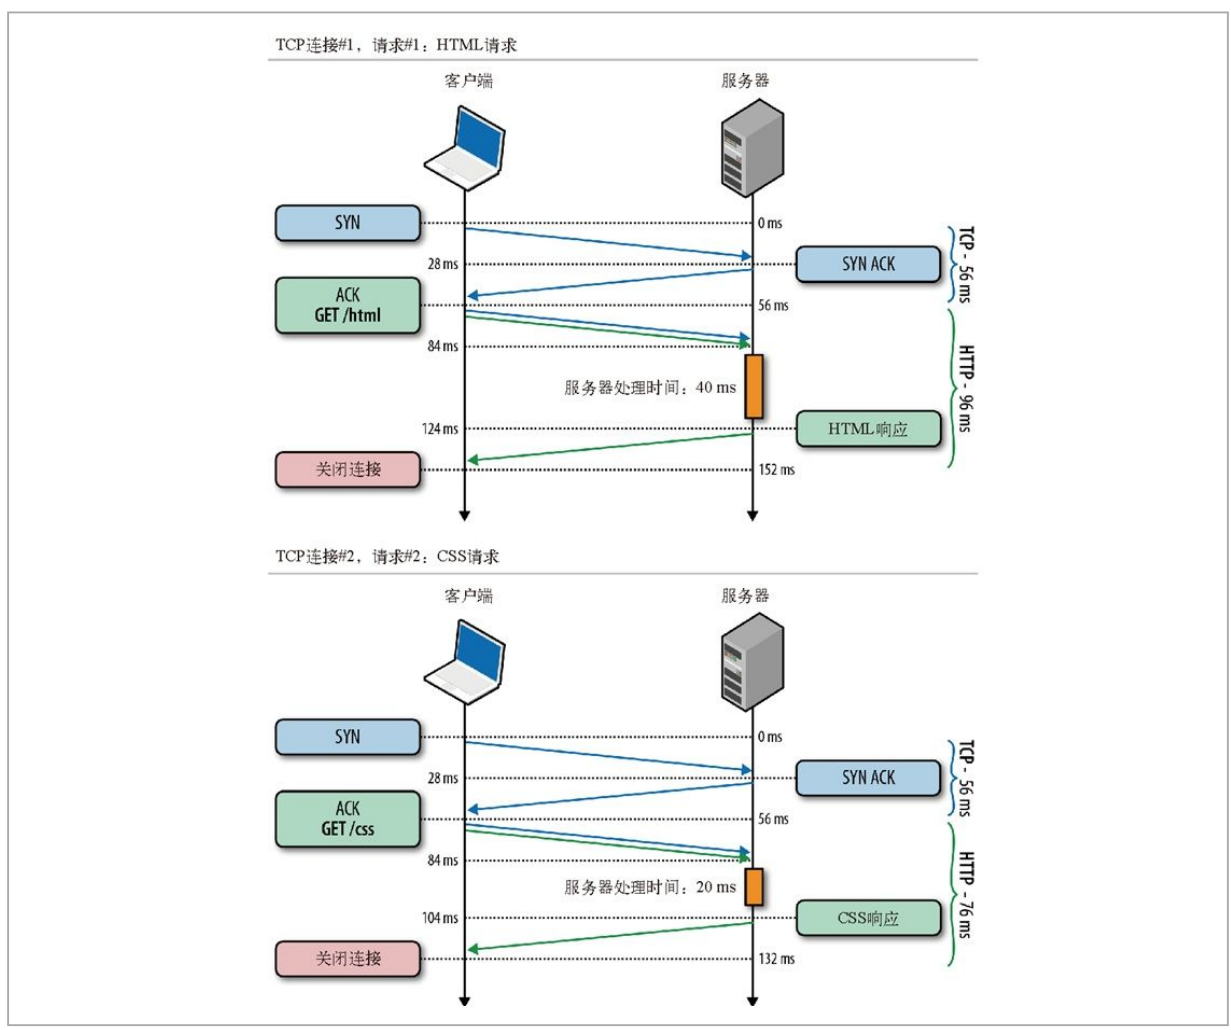 TCP连接#1，请求#1：HTML请求
客户端
服务器
SYN
0 ms
28 ms
SYN ACK
TCP - 56 ms
ACK
GET /html
56 ms
84 ms
服务器处理时间：40 ms
HTTP - 96 ms
124 ms
HTML响应
关闭连接
152 ms
TCP连接#2，请求#2：CSS请求
客户端
服务器
SYN
0 ms
28 ms
SYN ACK
TCP - 56 ms
ACK
GET /css
56 ms
84 ms
服务器处理时间：20 ms
HTTP - 76 ms
104 ms
CSS响应
关闭连接
132 ms